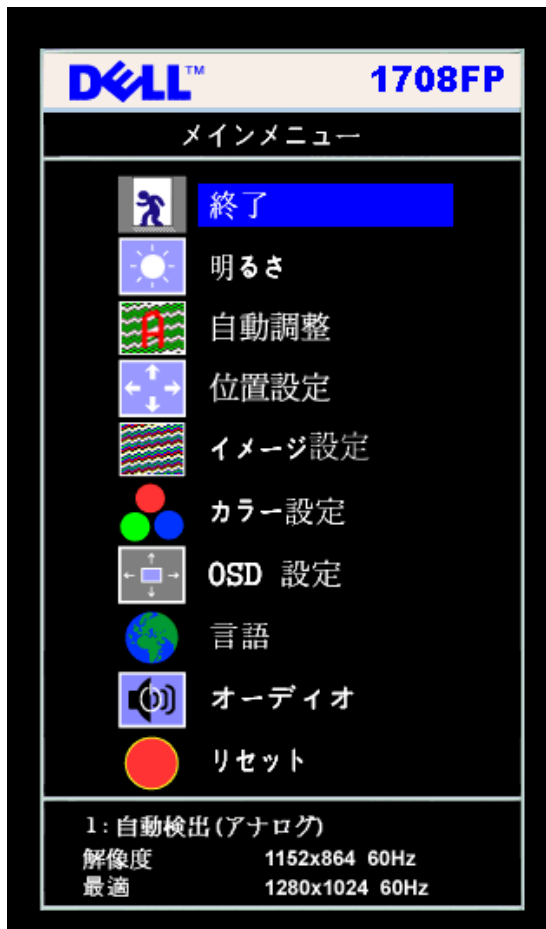 DELL™ 1708FP
メインメニュー
終了
明るさ
自動調整
位置設定
イメージ設定
カラー設定
OSD 設定
言語
オーディオ
リセット
1:自動検出(アナログ)
解像度 1152x864 60Hz
最適 1280x1024 60Hz